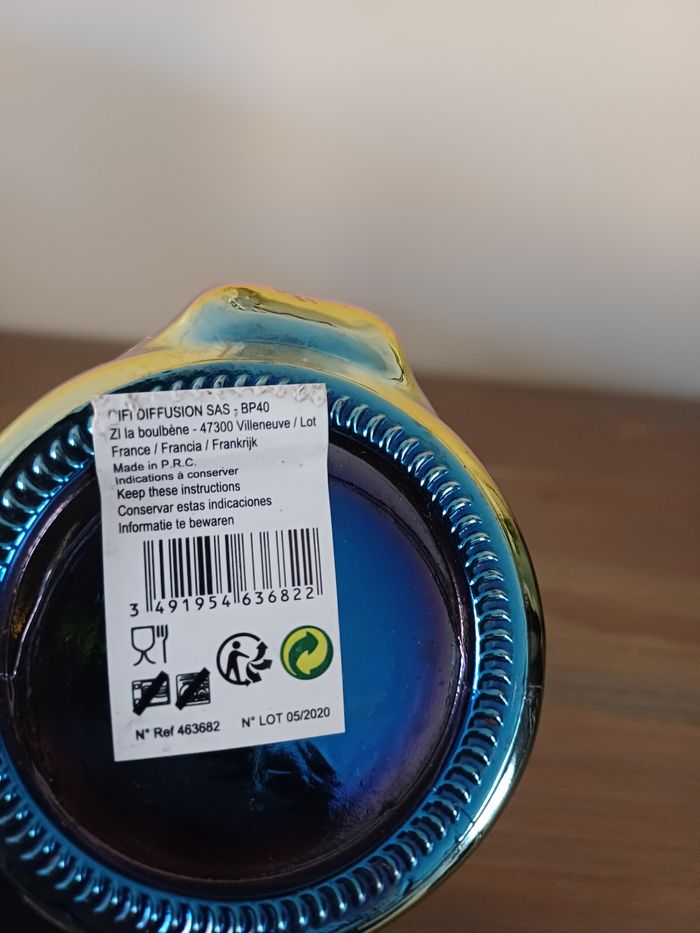 GIFI DIFFUSION SAS - BP40
ZI la boulbène - 47300 Villeneuve / Lot
France / Francia / Frankrijk
Made in P.R.C.
Indications à conserver
Keep these instructions
Conservar estas indicaciones
Informatie te bewaren
3 491954 636822
N° Ref 463682 N° LOT 05/2020